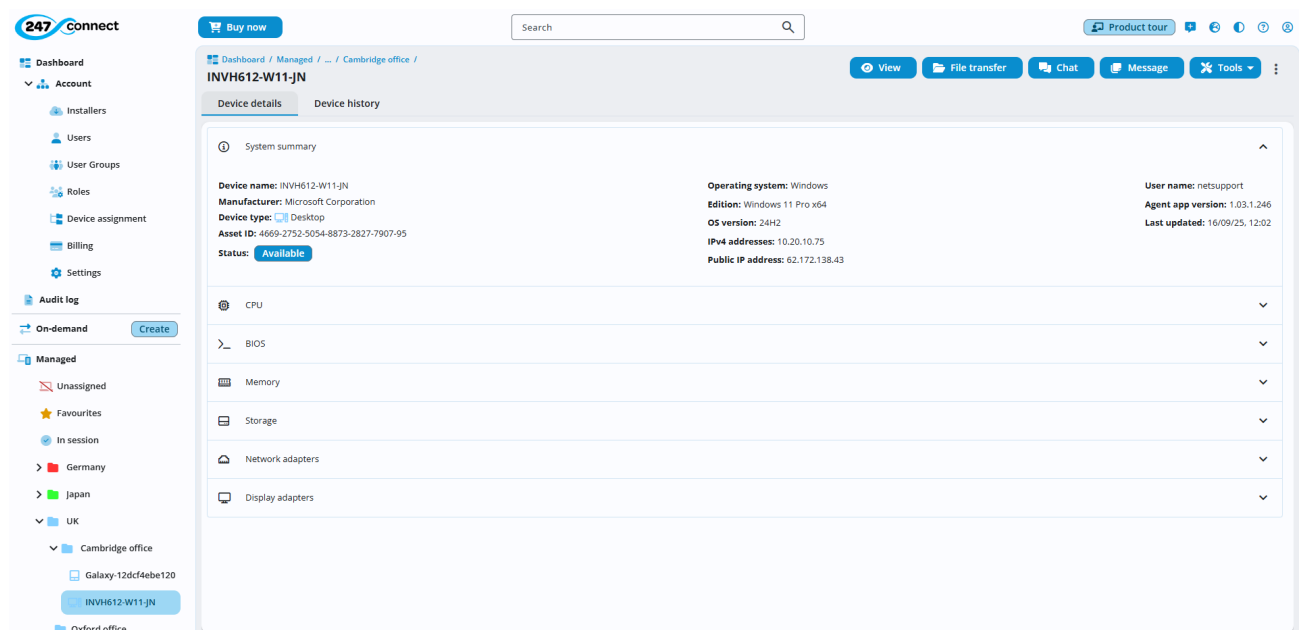 247 connect
Buy now
Search
Product tour
Dashboard
Account
Installers
Users
User Groups
Roles
Device assignment
Billing
Settings
Audit log
On-demand Create
Managed
Unassigned
Favourites
In session
Germany
Japan
UK
Cambridge office
Galaxy-12dcf4ebe120
INVH612-W11-JN
Oxford office
Dashboard / Managed / ... / Cambridge office /
INVH612-W11-JN
View
File transfer
Chat
Message
Tools
Device details
Device history
System summary
Device name: INVH612-W11-JN
Manufacturer: Microsoft Corporation
Device type: Desktop
Asset ID: 4669-2752-5054-8873-2827-7907-95
Status: Available
Operating system: Windows
Edition: Windows 11 Pro x64
OS version: 24H2
IPv4 addresses: 10.20.10.75
Public IP address: 62.172.138.43
User name: netsupport
Agent app version: 1.03.1.246
Last updated: 16/09/25, 12:02
CPU
BIOS
Memory
Storage
Network adapters
Display adapters